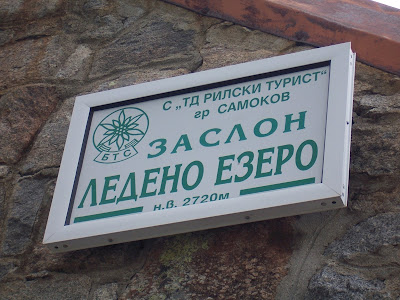 С „ТД РИЛСКИ ТУРИСТ“
гр САМОКОВ
БТС
ЗАСЛОН
ЛЕДЕНО ЕЗЕРО
н.в. 2720м